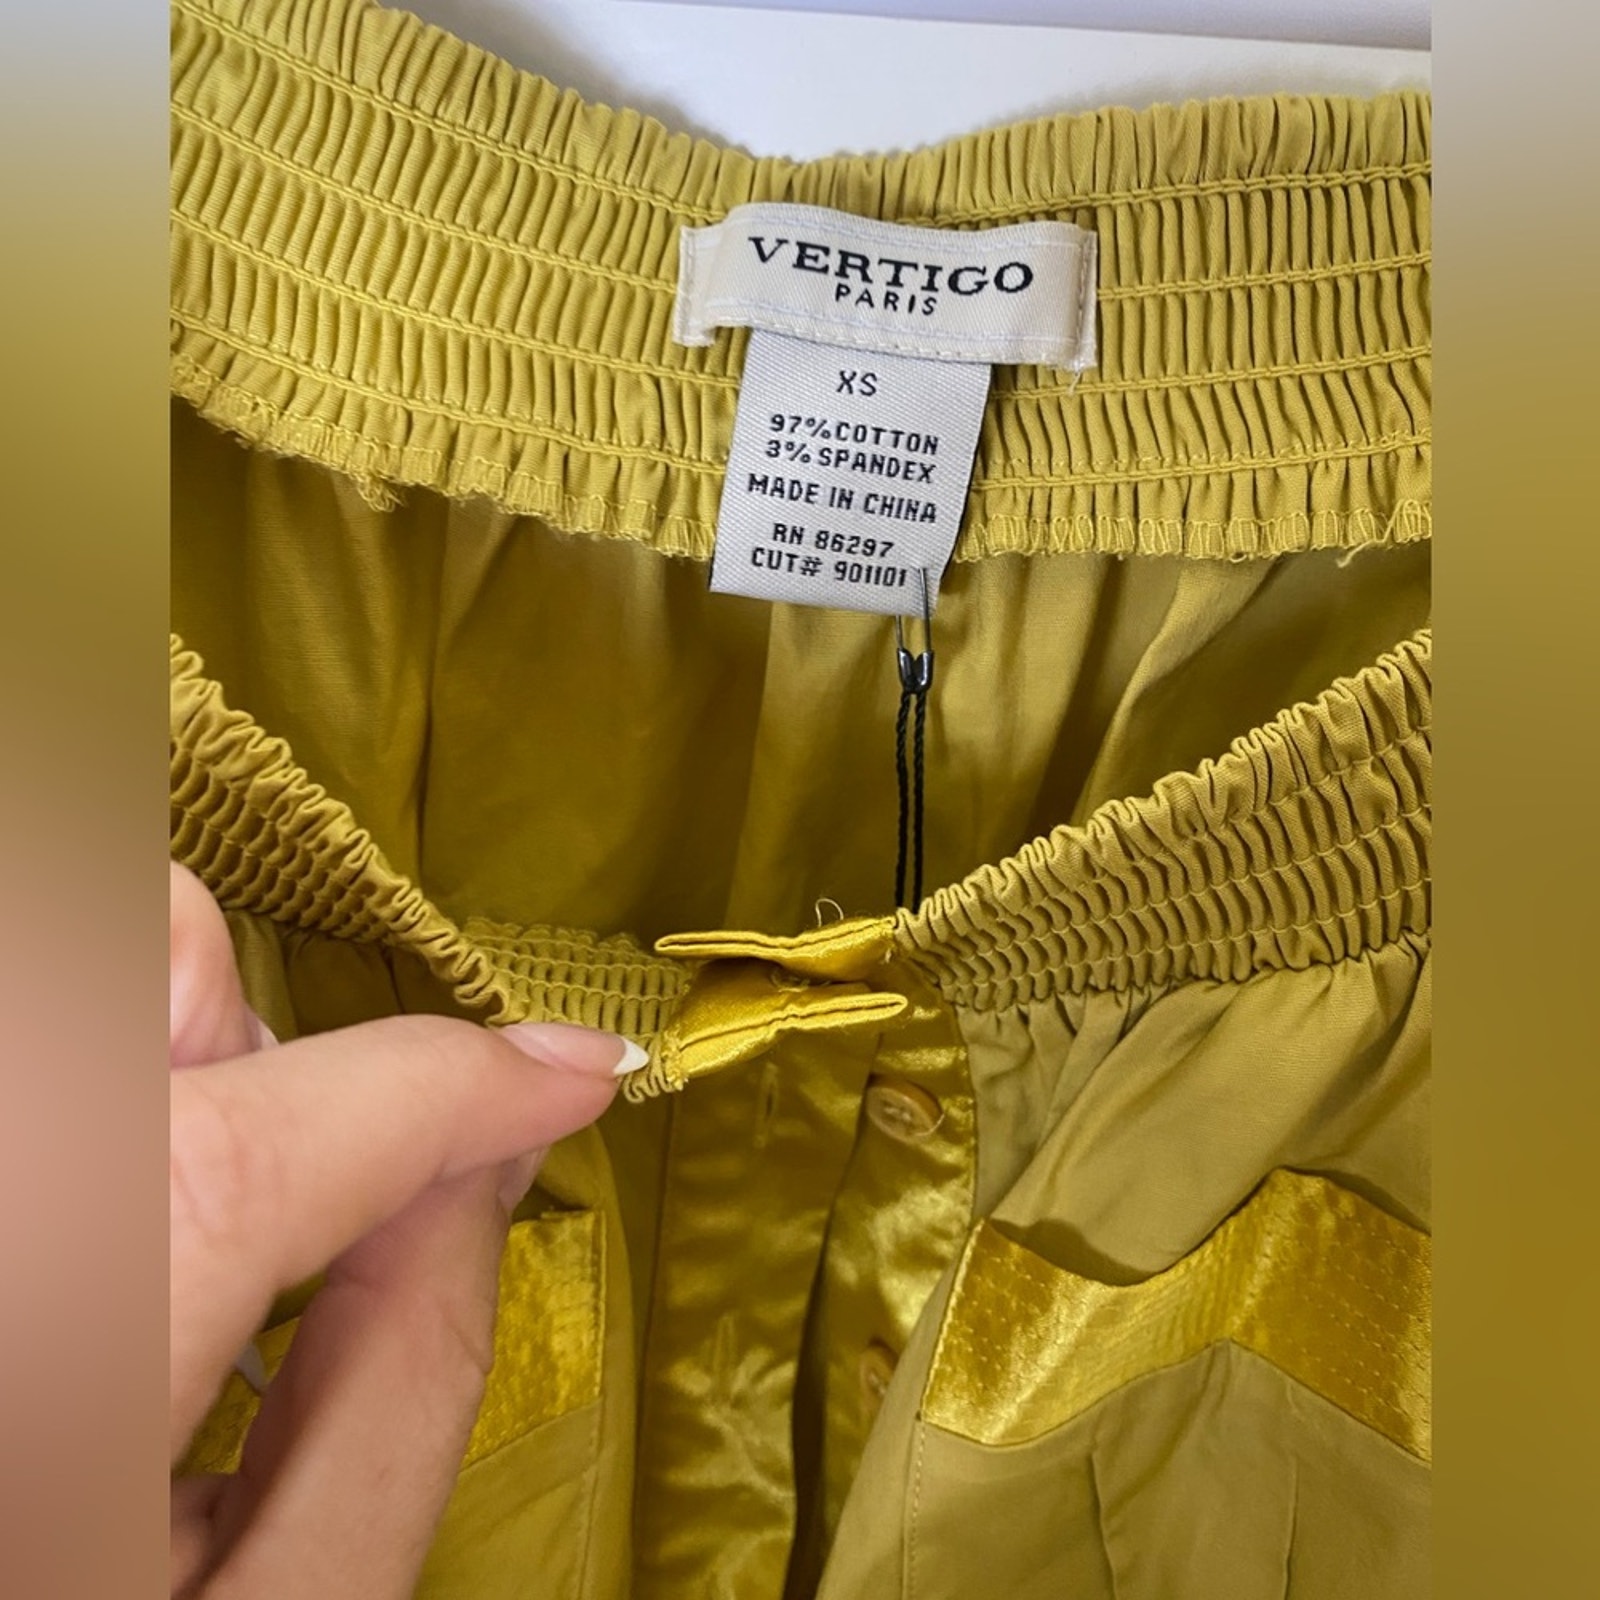 VERTIGO
PARIS
XS
97% COTTON
3% SPANDEX
MADE IN CHINA
RN 86297
CUT# 901101